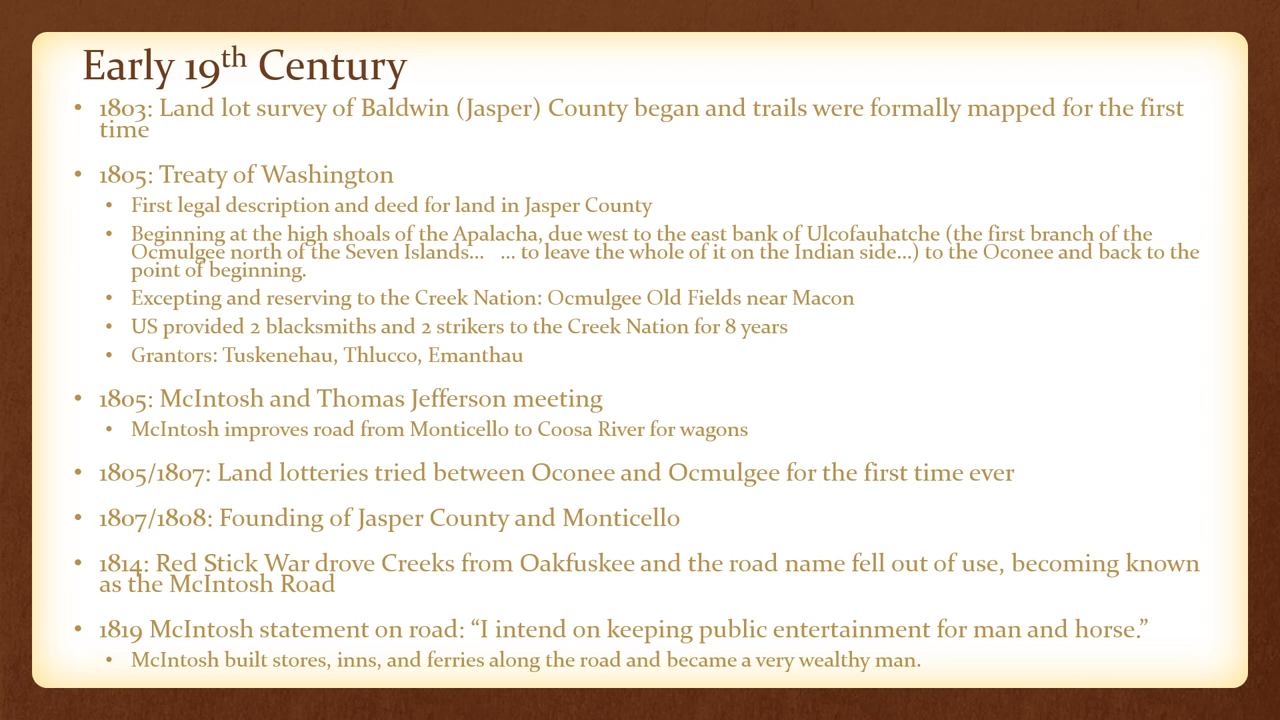 Early 19th Century
• 1803: Land lot survey of Baldwin (Jasper) County began and trails were formally mapped for the first
time
• 1805: Treaty of Washington
• First legal description and deed for land in Jasper County
• Beginning at the high shoals of the Apalacha, due west to the east bank of Ulcofauhatche (the first branch of the
Ocmulgee north of the Seven Islands... ... to leave the whole of it on the Indian side...) to the Oconee and back to the
point of beginning.
• Excepting and reserving to the Creek Nation: Ocmulgee Old Fields near Macon
• US provided 2 blacksmiths and 2 strikers to the Creek Nation for 8 years
• Grantors: Tuskenehau, Thlucco, Emanthau
• 1805: McIntosh and Thomas Jefferson meeting
• McIntosh improves road from Monticello to Coosa River for wagons
• 1805/1807: Land lotteries tried between Oconee and Ocmulgee for the first time ever
• 1807/1808: Founding of Jasper County and Monticello
• 1814: Red Stick War drove Creeks from Oakfuskee and the road name fell out of use, becoming known
as the McIntosh Road
• 1819 McIntosh statement on road: “I intend on keeping public entertainment for man and horse.”
• McIntosh built stores, inns, and ferries along the road and became a very wealthy man.